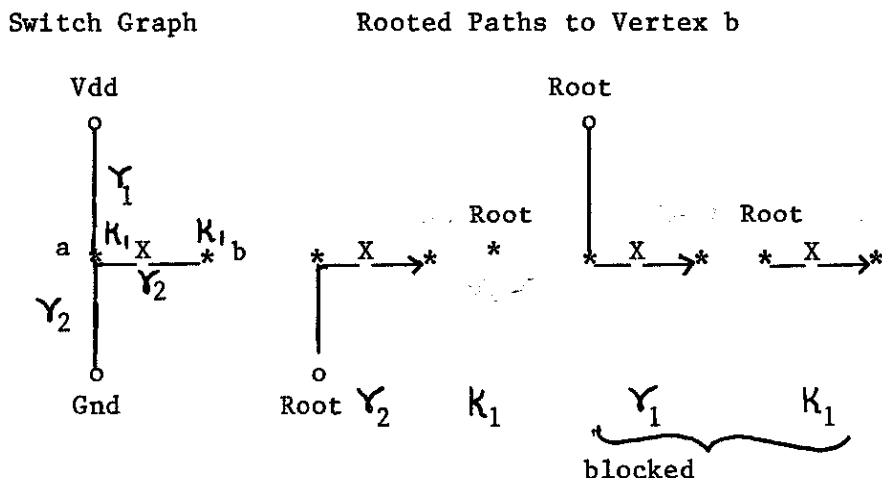 Switch Graph Rooted Paths to Vertex b
Vdd Root
γ₁
Root Root
a K₁ X K₁ b X X X
γ₂
γ₂
Gnd Root γ₂ K₁ γ₁ K₁
blocked